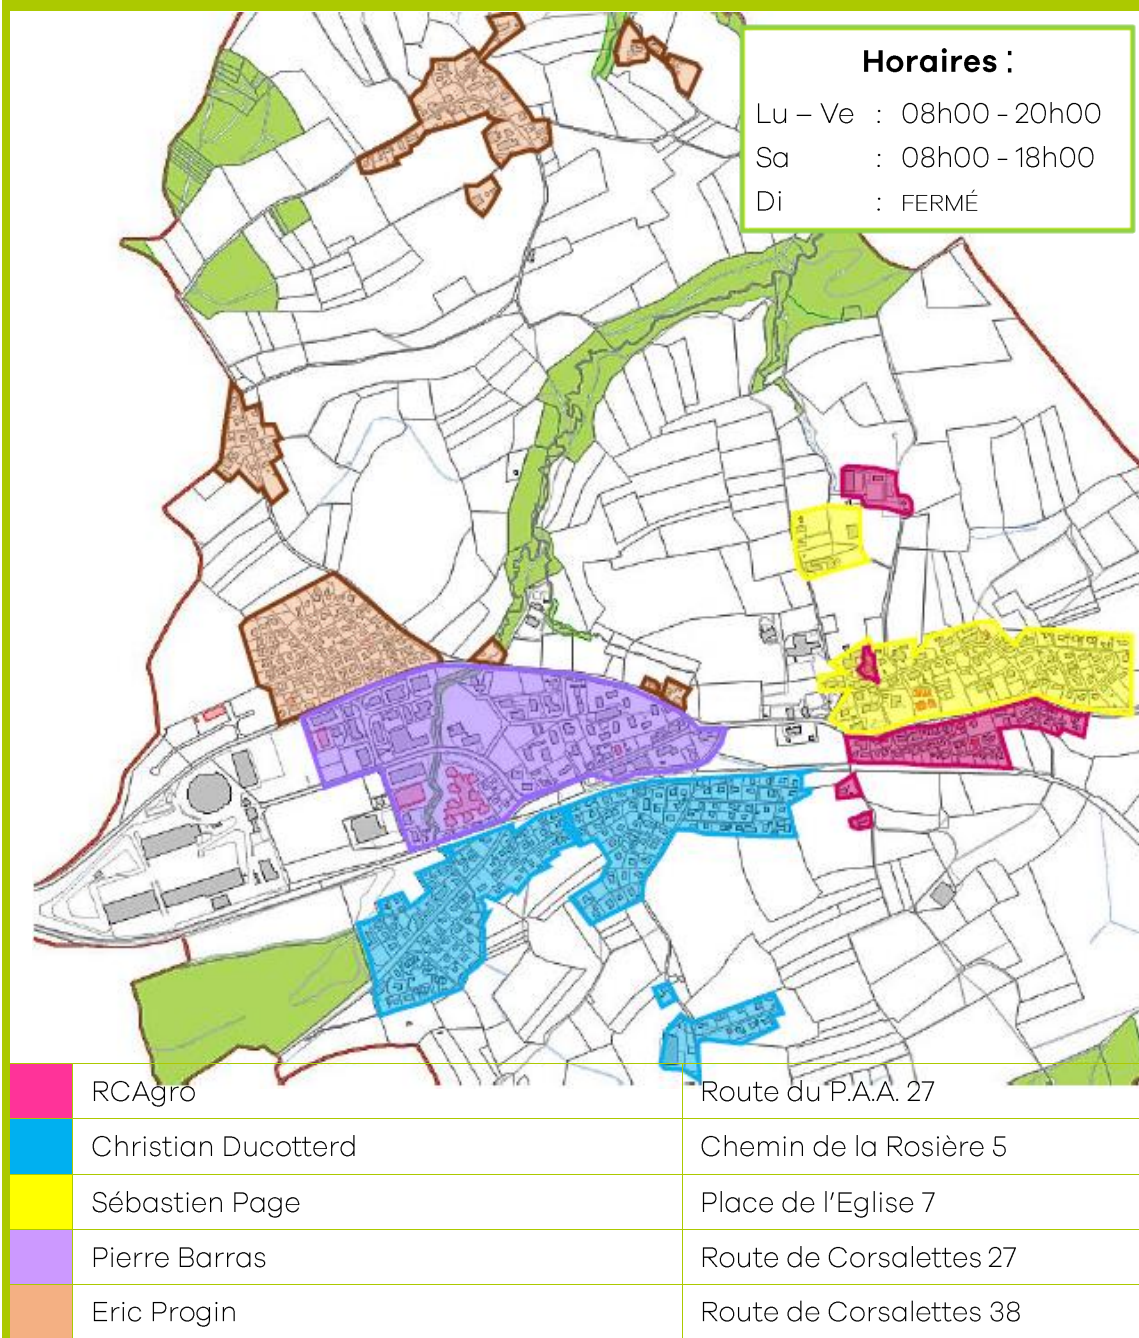 Horaires :
Lu – Ve : 08h00 - 20h00
Sa : 08h00 - 18h00
Di : FERMÉ
RCAgro Route du P.A.A. 27
Christian Ducotterd Chemin de la Rosière 5
Sébastien Page Place de l'Eglise 7
Pierre Barras Route de Corsalettes 27
Eric Progin Route de Corsalettes 38